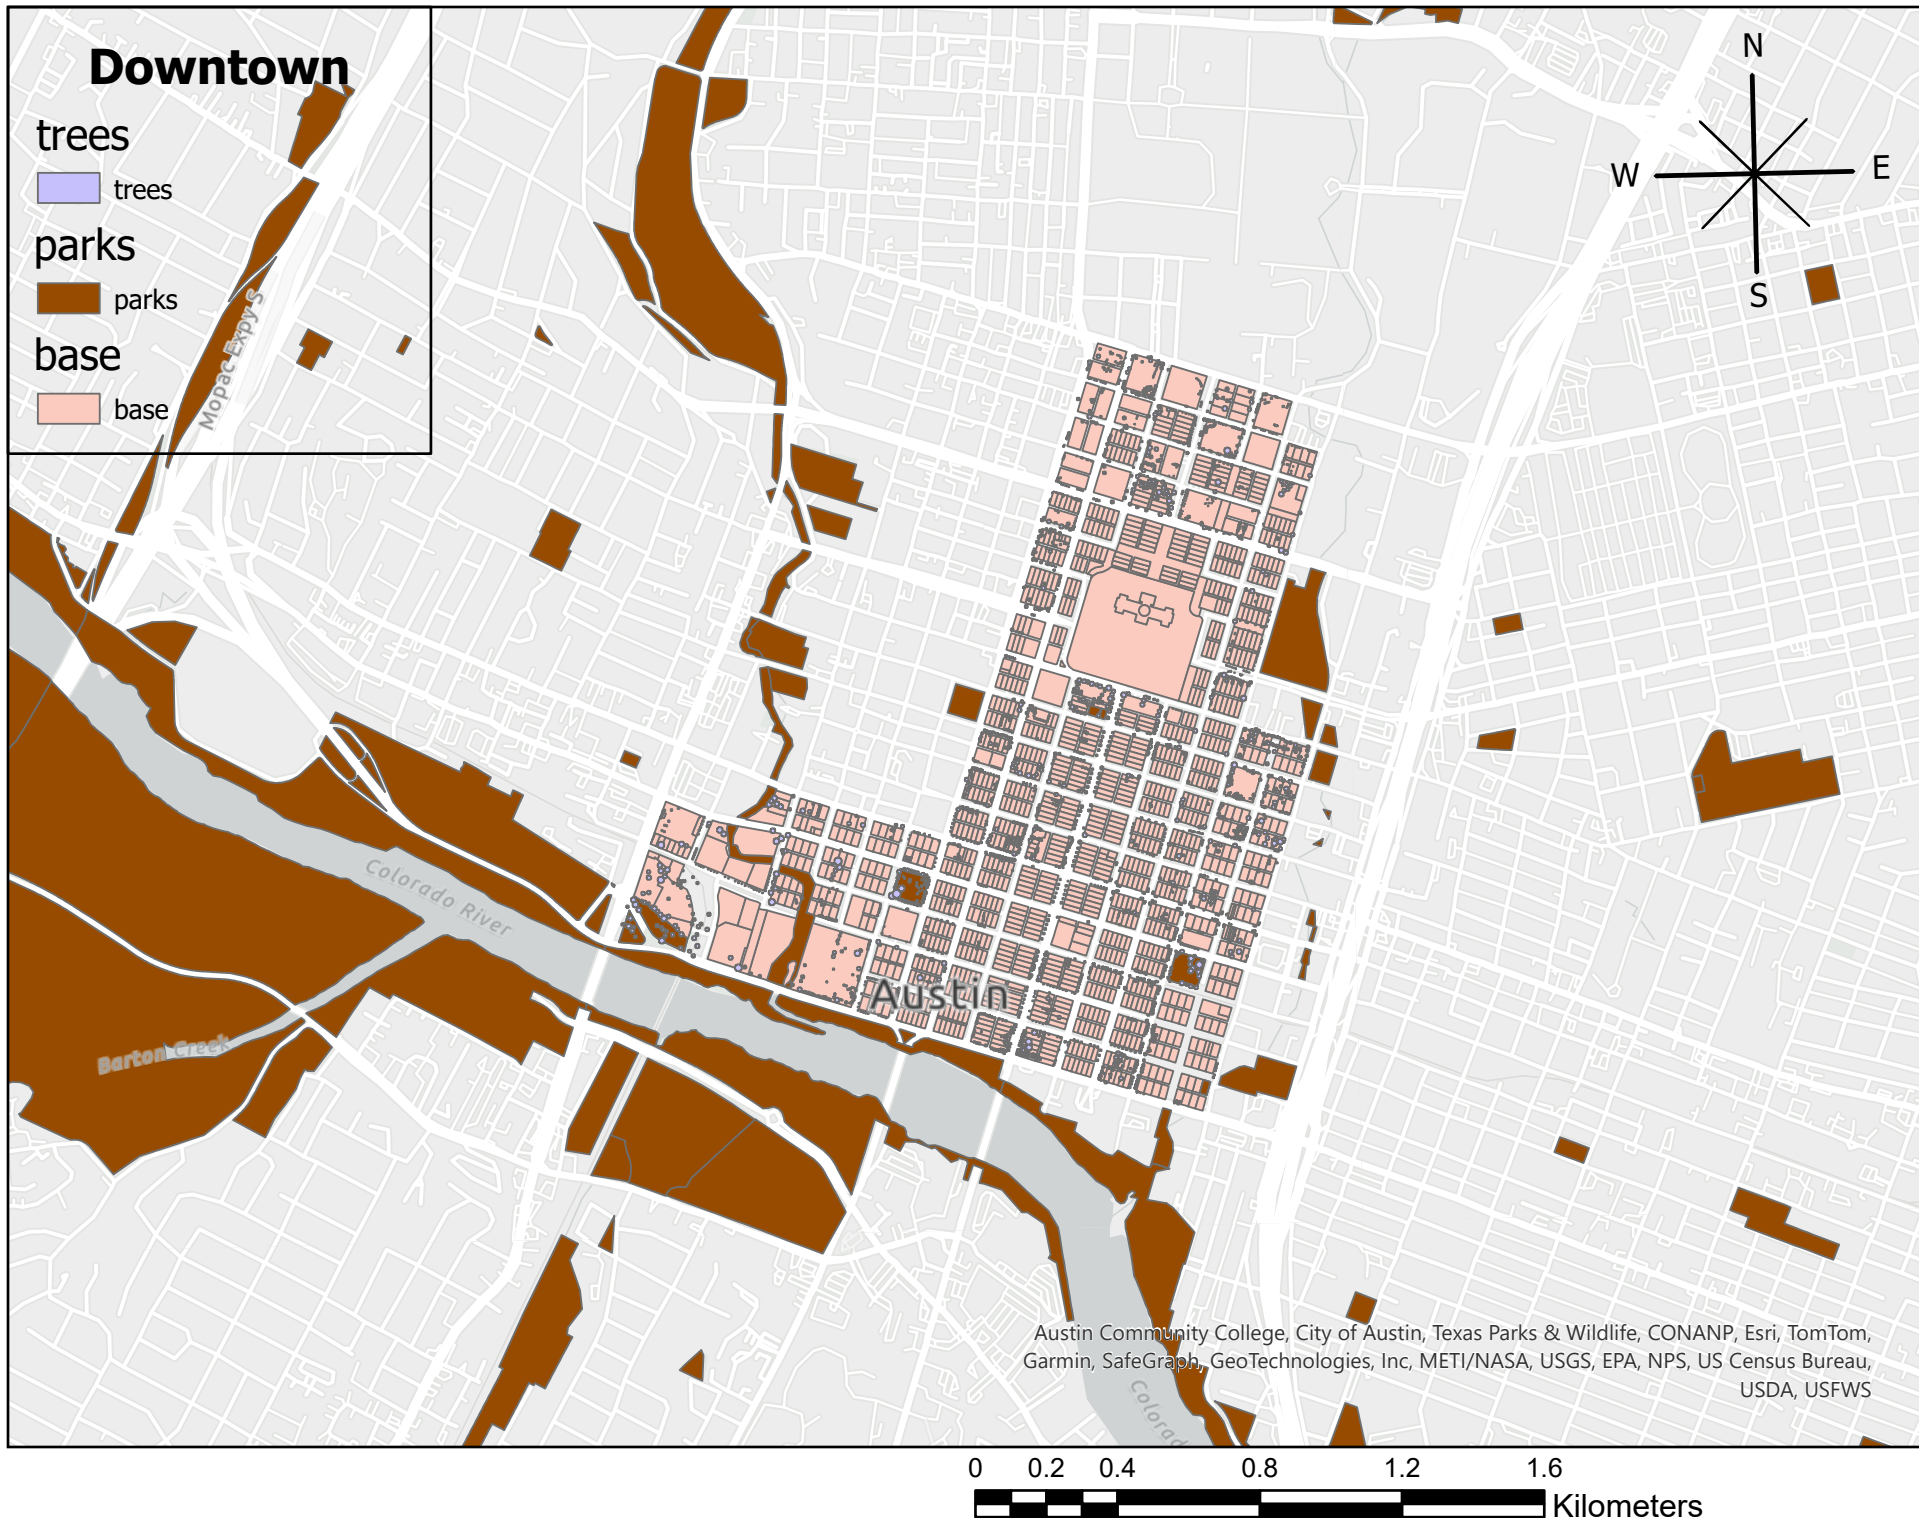 Downtown
trees
trees
parks
parks
base
base
N
W
E
S
Mopac Expy S
Colorado River
Barton Creek
Austin
Austin Community College, City of Austin, Texas Parks & Wildlife, CONANP, Esri, TomTom,
Garmin, SafeGraph, GeoTechnologies, Inc, METI/NASA, USGS, EPA, NPS, US Census Bureau,
USDA, USFWS
Colorad
0 0.2 0.4 0.8 1.2 1.6
Kilometers